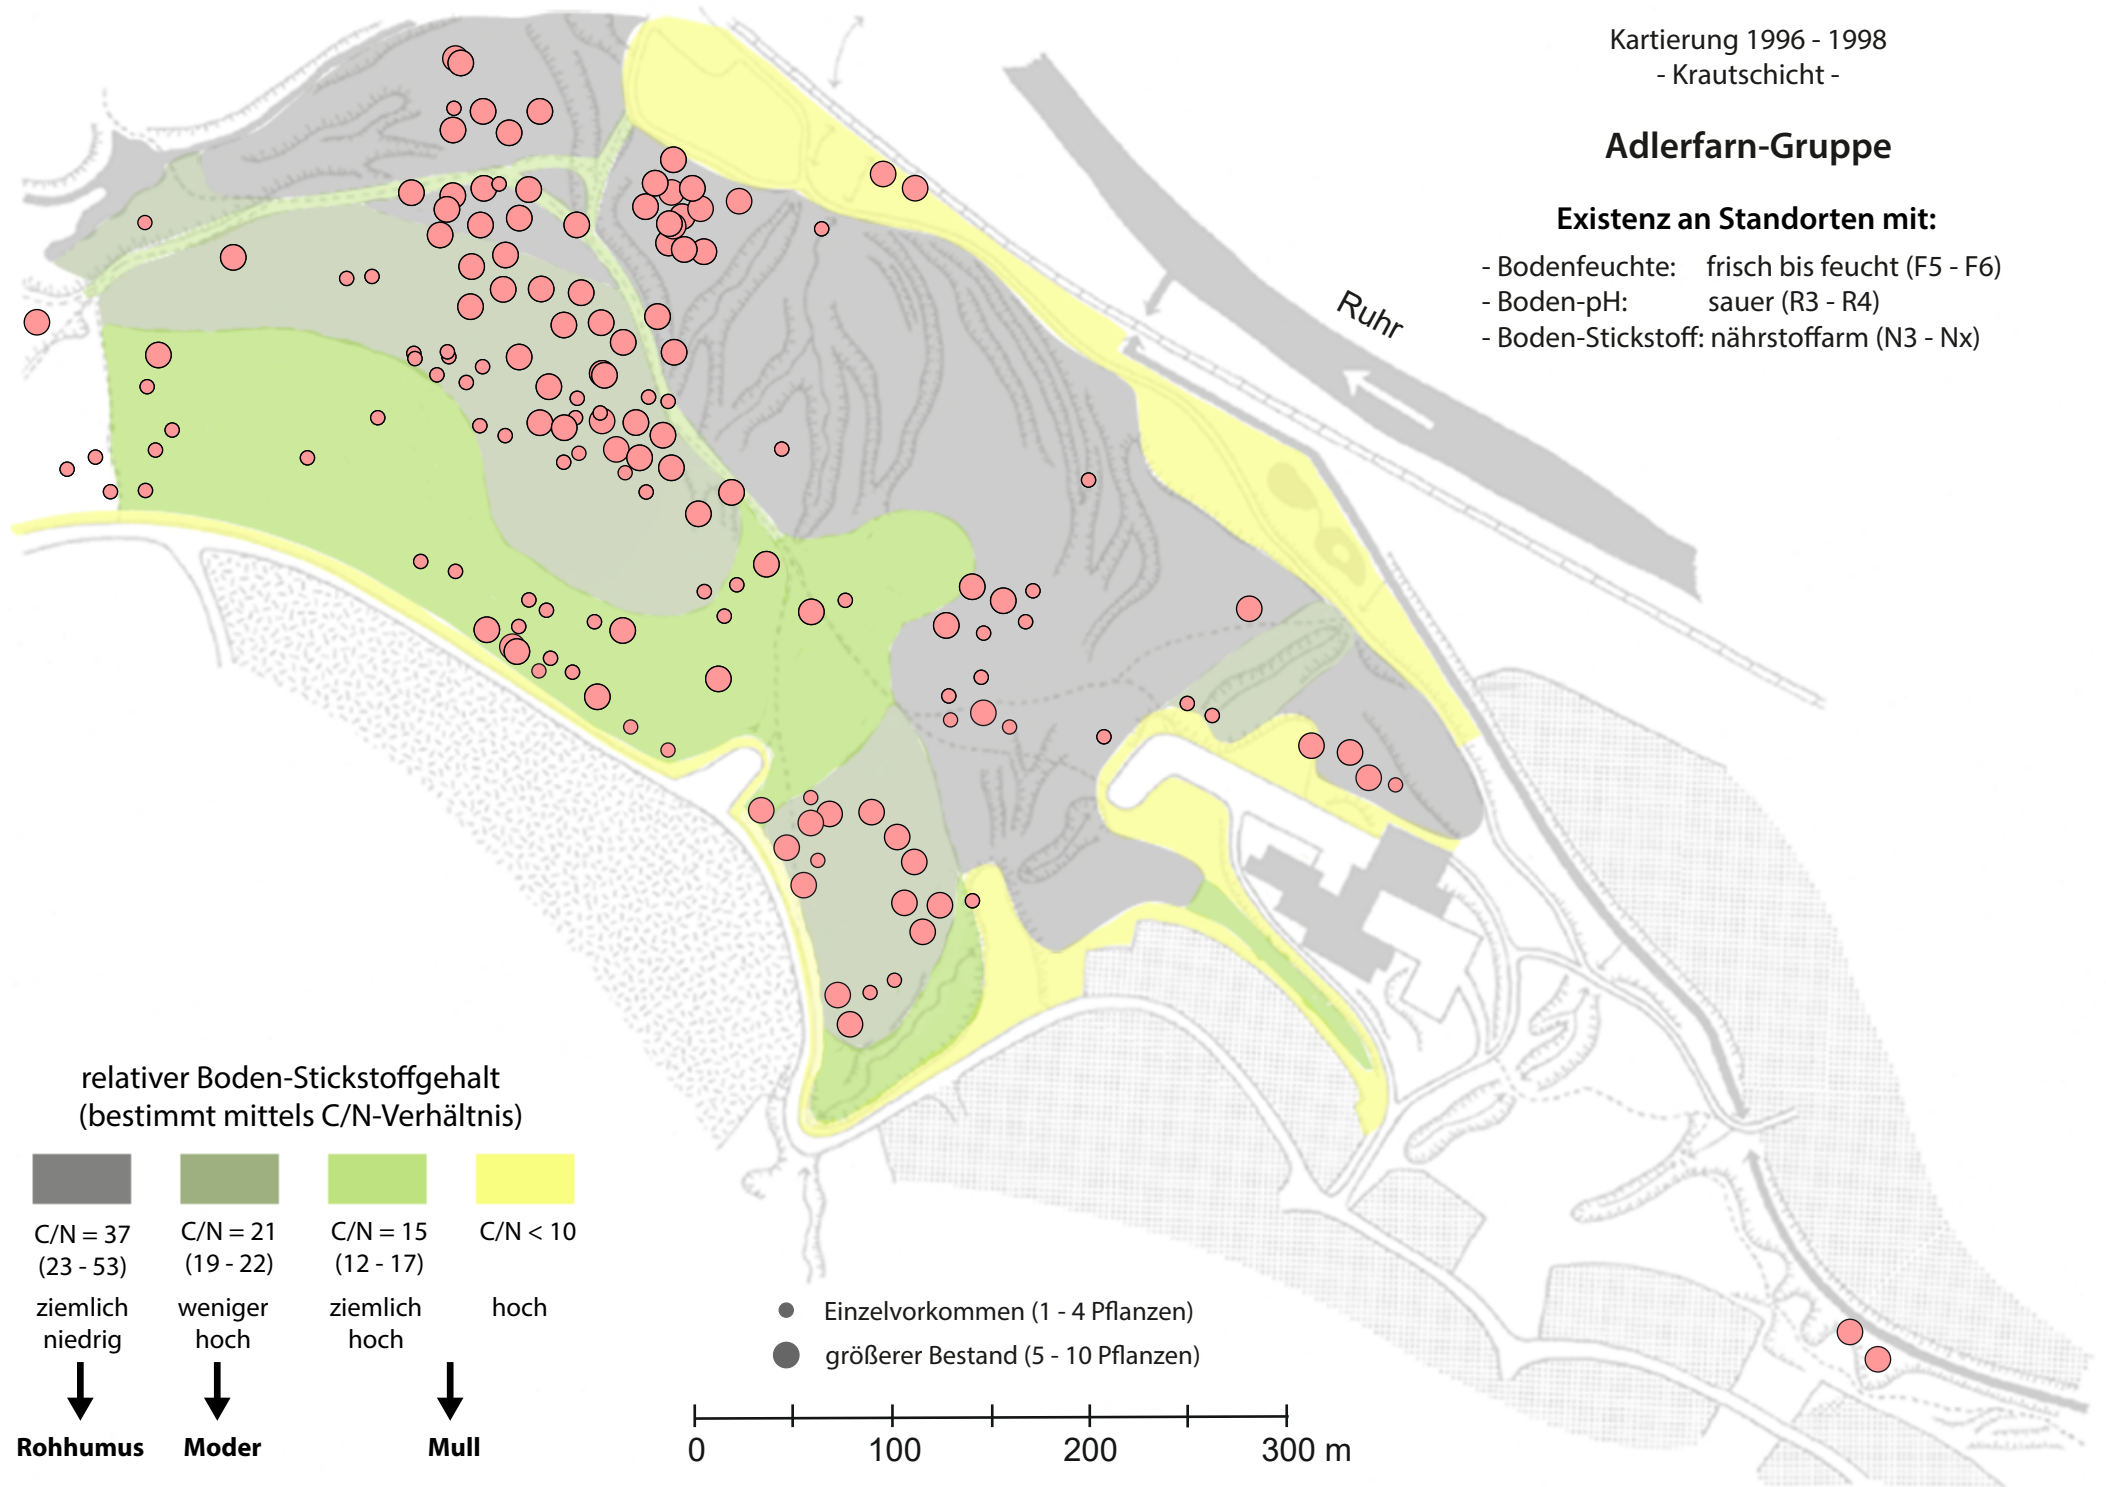 Kartierung 1996 - 1998
- Krautschicht -
Adlerfarn-Gruppe
Existenz an Standorten mit:
- Bodenfeuchte: frisch bis feucht (F5 - F6)
- Boden-pH: sauer (R3 - R4)
- Boden-Stickstoff: nährstoffarm (N3 - Nx)
Ruhr
relativer Boden-Stickstoffgehalt
(bestimmt mittels C/N-Verhältnis)
C/N = 37 C/N = 21 C/N = 15 C/N < 10
(23 - 53) (19 - 22) (12 - 17)
ziemlich weniger ziemlich hoch
niedrig hoch hoch
Rohhumus Moder Mull
Einzelvorkommen (1 - 4 Pflanzen)
größerer Bestand (5 - 10 Pflanzen)
0 100 200 300 m